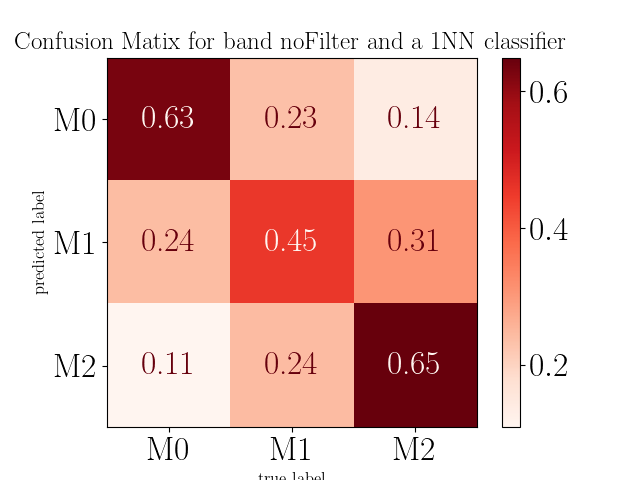 Confusion Matix for band noFilter and a 1NN classifier
M0 0.63 0.23 0.14
M1 0.24 0.45 0.31
M2 0.11 0.24 0.65
M0 M1 M2
predicted label
true label
0.6
0.4
0.2